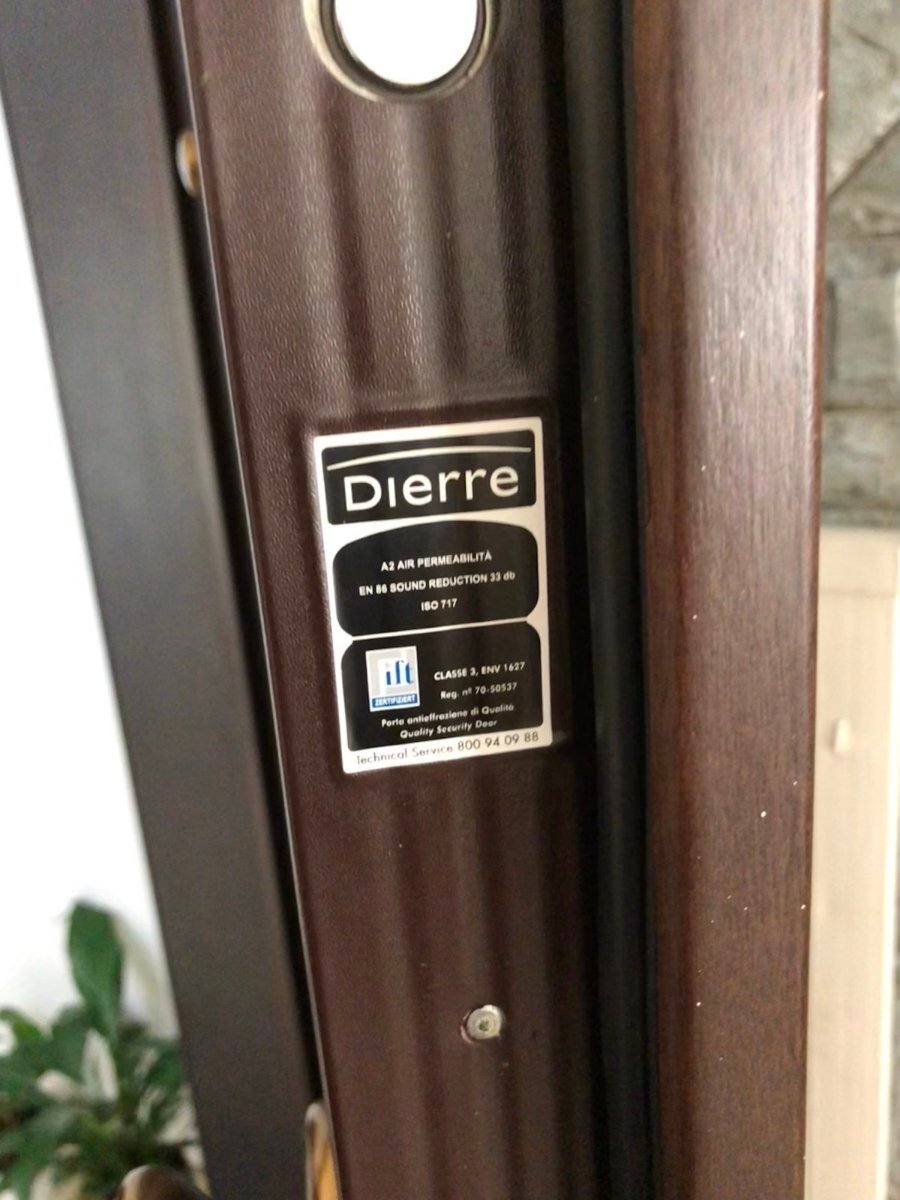 Dierre
A2 AIR PERMEABILITÀ
EN 86 SOUND REDUCTION 33 db
ISO 717
ift
ZERTIFIZIERT
CLASSE 3, ENV 1627
Reg. nº 70-50537
Porta antieffrazione di Qualità
Quality Security Door
Technical Service 800 94 09 88